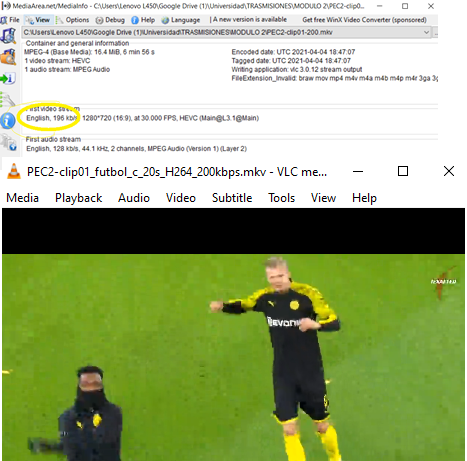 MediaArea.net/MediaInfo - C:\Users\Lenovo L450\Google Drive (1)\Universidad\TRASMISIONES\MODULO 2\PEC2-clip0...
File View Options Debug Help Language | A new version is available Get free WinX Video Converter (sponsored)
C:\Users\Lenovo L450\Google Drive (1)\Universidad\TRASMISIONES\MODULO 2\PEC2-clip01-200.mkv
Container and general information
MPEG-4 (Base Media): 16.4 MiB, 6 min 56 s
1 video stream: HEVC
1 audio stream: MPEG Audio
Encoded date: UTC 2021-04-04 18:47:07
Tagged date: UTC 2021-04-04 18:47:07
Writing application: vlc 3.0.12 stream output
FileExtension_Invalid: braw mov mp4 m4v m4a m4b m4p m4r 3ga 3g
First video stream
English, 196 kb/s, 1280*720 (16:9), at 30.000 FPS, HEVC (Main@L3.1@Main)
First audio stream
English, 128 kb/s, 44.1 kHz, 2 channels, MPEG Audio (Version 1) (Layer 2)
PEC2-clip01_futbol_c_20s_H264_200kbps.mkv - VLC me...
Media Playback Audio Video Subtitle Tools View Help
EVONIK